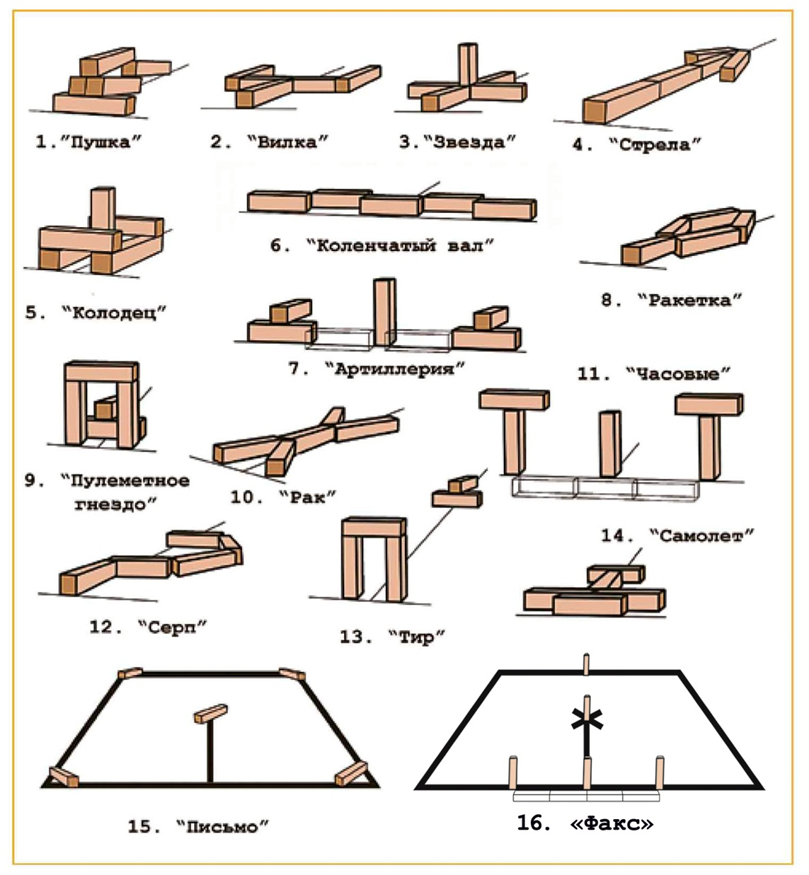 1."Пушка"
2. "Вилка"
3."Звезда"
4. "Стрела"
5. "Колодец"
6. "Коленчатый вал"
7. "Артиллерия"
8. "Ракетка"
9. "Пулеметное
гнездо"
10. "Рак"
11. "Часовые"
12. "Серп"
13. "Тир"
14. "Самолет"
15. "Письмо"
16. «Факс»